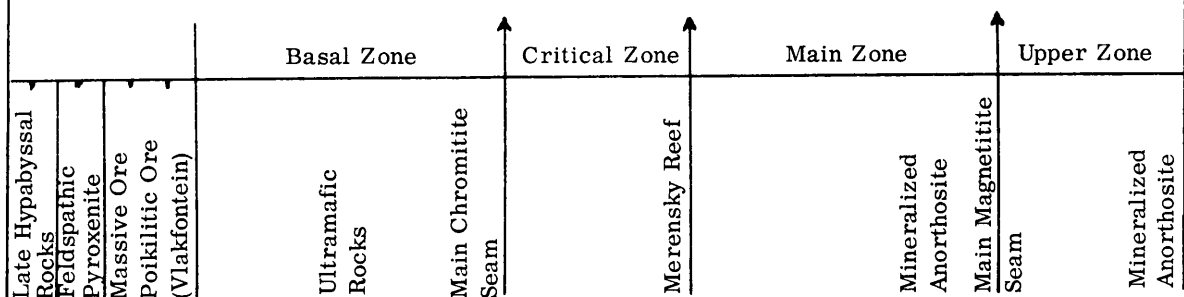 Basal Zone
Critical Zone
Main Zone
Upper Zone
Late Hypabyssal
Rocks
Feldspathic
Pyroxenite
Massive Ore
Poikilitic Ore
(Vlakfontein)
Ultramafic
Rocks
Main Chromitite
Seam
Merensky Reef
Mineralized
Anorthosite
Main Magnetitite
Seam
Mineralized
Anorthosite